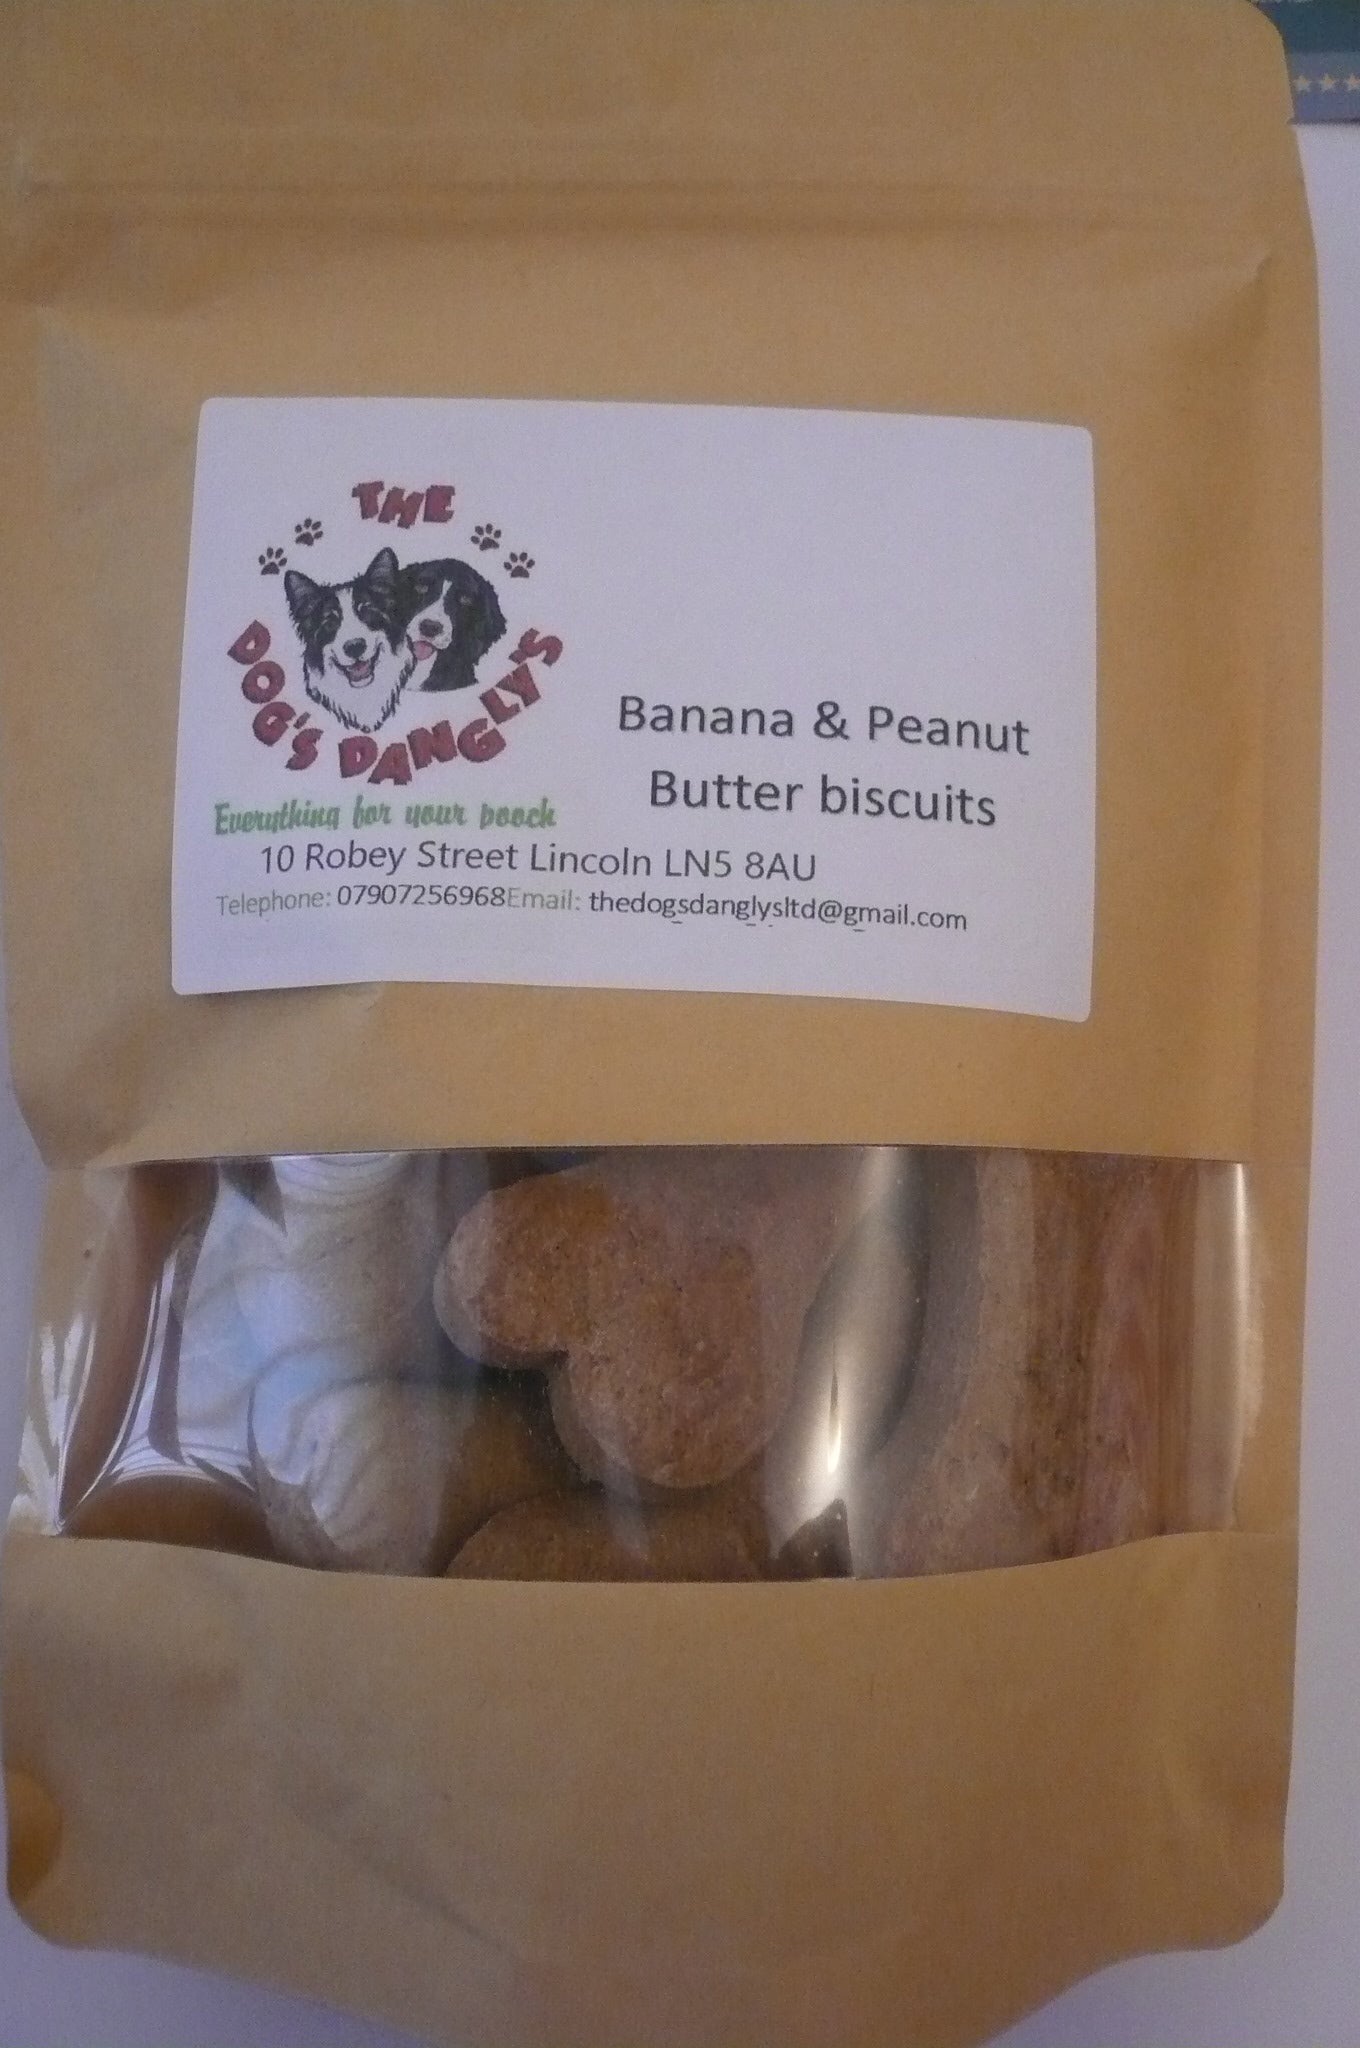 THE
DOG'S DANGLY'S
Everything for your pooch
Banana & Peanut
Butter biscuits
10 Robey Street Lincoln LN5 8AU
Telephone: 07907256968Email: thedogsdanglysltd@gmail.com